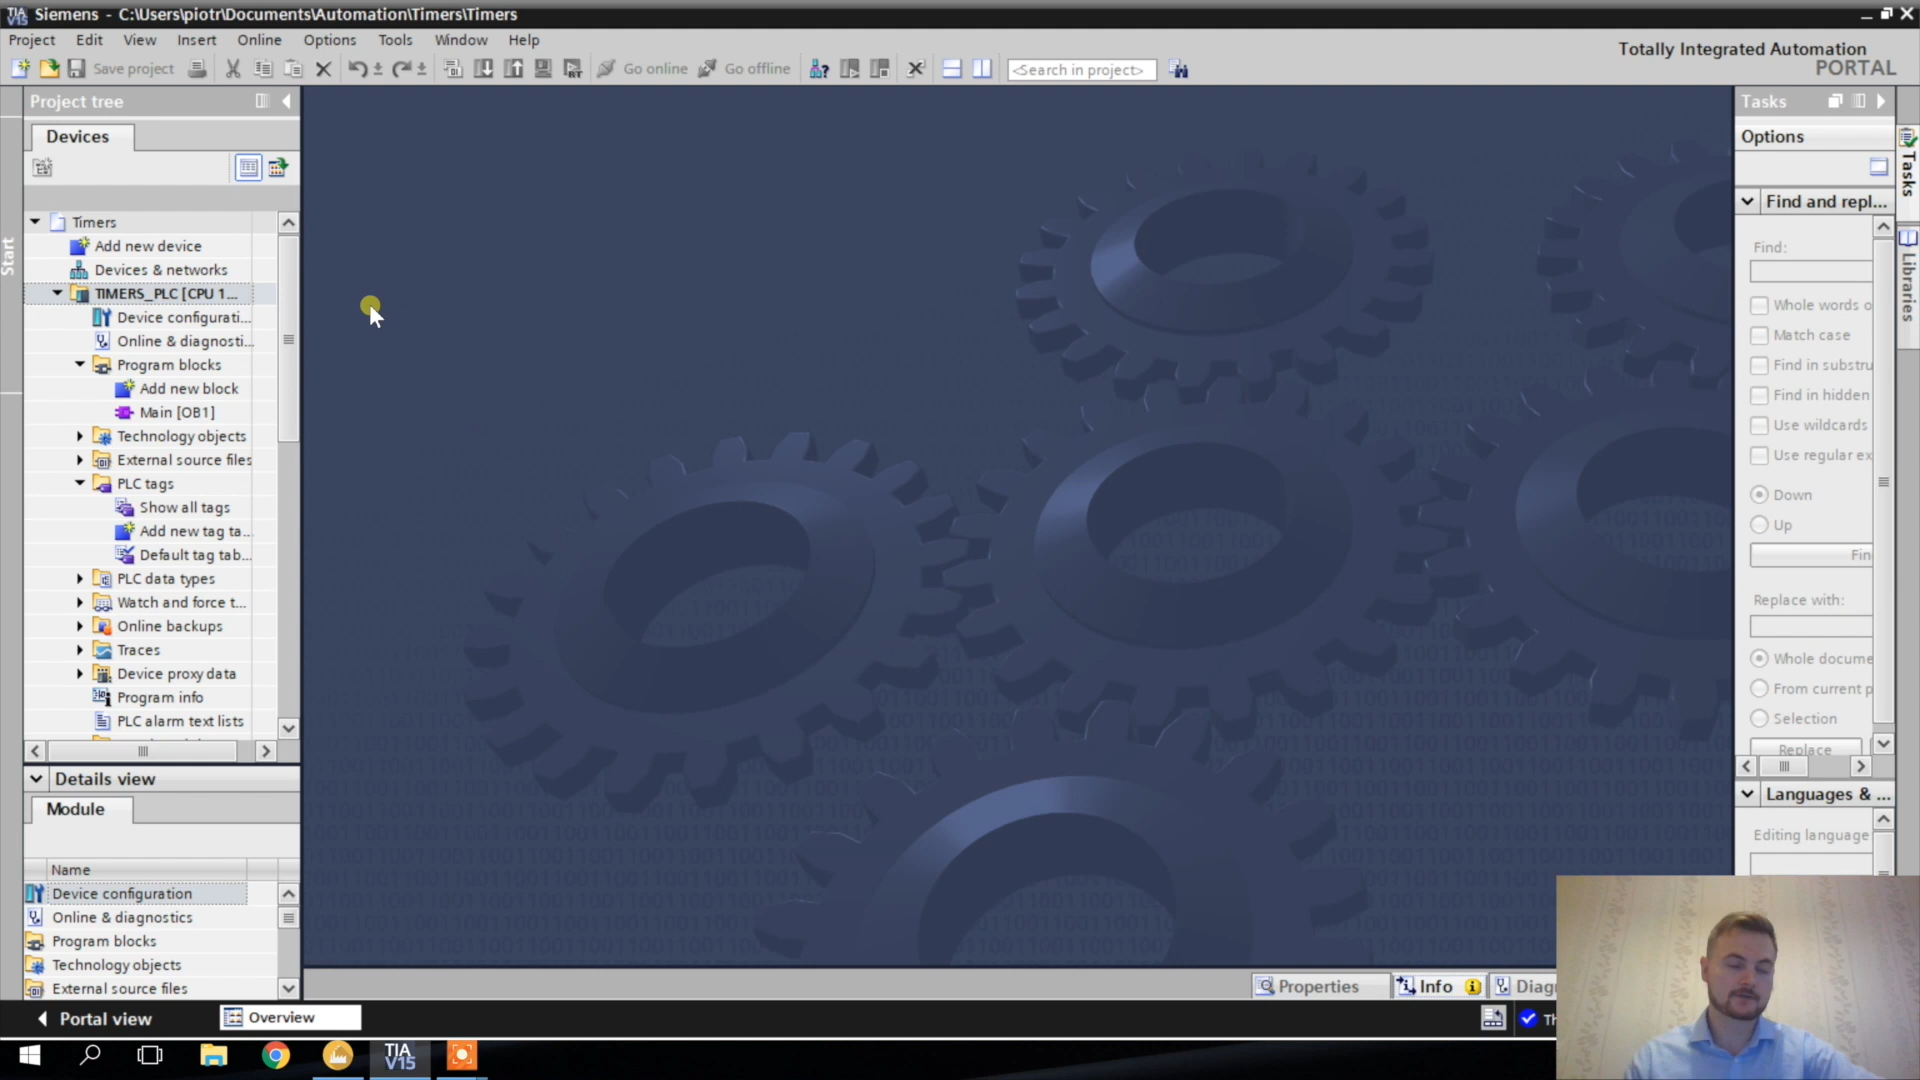 TIA V15 Siemens - C:\Users\piotr\Documents\Automation\Timers\Timers
Project Edit View Insert Online Options Tools Window Help
Totally Integrated Automation
PORTAL
Save project Go online Go offline <Search in project>
Project tree
Devices
Start
Timers
Add new device
Devices & networks
TIMERS_PLC [CPU 1...
Device configurati...
Online & diagnosti...
Program blocks
Add new block
Main [OB1]
Technology objects
External source files
PLC tags
Show all tags
Add new tag ta...
Default tag tab...
PLC data types
Watch and force t...
Online backups
Traces
Device proxy data
Program info
PLC alarm text lists
Details view
Module
Name
Device configuration
Online & diagnostics
Program blocks
Technology objects
External source files
Tasks
Options
Find and repl...
Find:
Whole words o
Match case
Find in substru
Find in hidden
Use wildcards
Use regular ex
Down
Up
Fin
Replace with:
Whole docume
From current p
Selection
Replace
Languages & ...
Editing language
Tasks
Libraries
Properties Info Diag
Portal view Overview Th
TIA V15